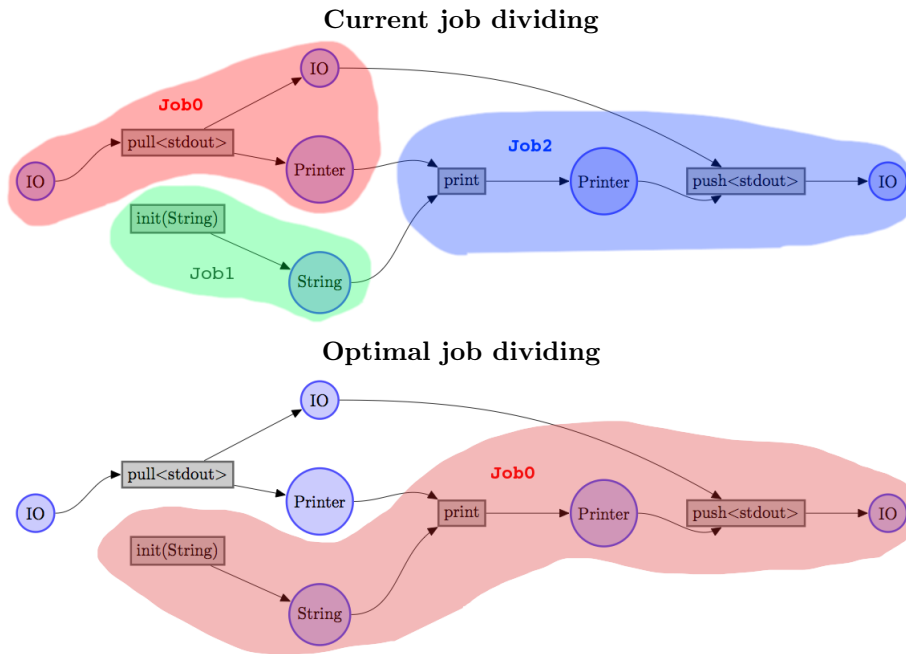 Current job dividing
IO
Job0
pull<stdout>
IO
Printer
Job2
print
Printer
push<stdout>
IO
init(String)
Job1
String
Optimal job dividing
IO
pull<stdout>
IO
Printer
Job0
print
Printer
push<stdout>
IO
init(String)
String